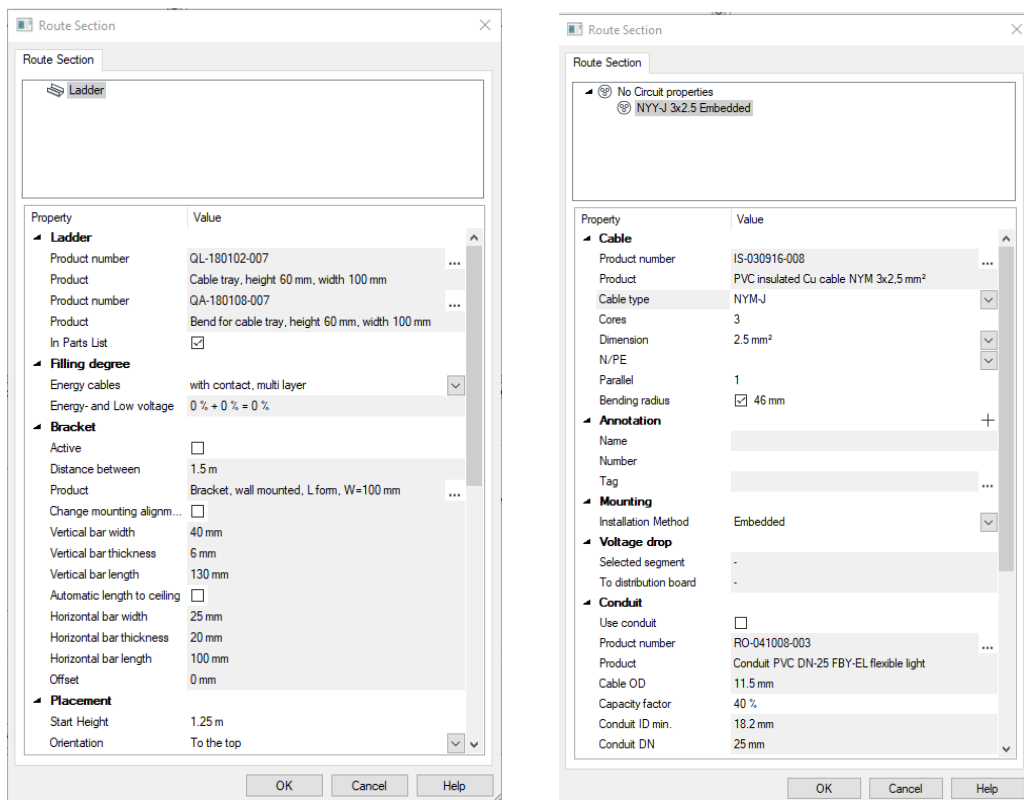 Route Section
Route Section
Ladder
Property Value
Ladder
Product number QL-180102-007 ...
Product Cable tray, height 60 mm, width 100 mm
Product number QA-180108-007 ...
Product Bend for cable tray, height 60 mm, width 100 mm
In Parts List
Filling degree
Energy cables with contact, multi layer
Energy- and Low voltage 0 % + 0 % = 0 %
Bracket
Active
Distance between 1.5 m
Product Bracket, wall mounted, L form, W=100 mm ...
Change mounting alignm...
Vertical bar width 40 mm
Vertical bar thickness 6 mm
Vertical bar length 130 mm
Automatic length to ceiling
Horizontal bar width 25 mm
Horizontal bar thickness 20 mm
Horizontal bar length 100 mm
Offset 0 mm
Placement
Start Height 1.25 m
Orientation To the top
OK Cancel Help
Route Section
Route Section
No Circuit properties
NYY-J 3x2.5 Embedded
Property Value
Cable
Product number IS-030916-008 ...
Product PVC insulated Cu cable NYM 3x2,5 mm²
Cable type NYM-J
Cores 3
Dimension 2.5 mm²
N/PE
Parallel 1
Bending radius 46 mm
Annotation
Name
Number
Tag ...
Mounting
Installation Method Embedded
Voltage drop
Selected segment -
To distribution board -
Conduit
Use conduit
Product number RO-041008-003 ...
Product Conduit PVC DN-25 FBY-EL flexible light
Cable OD 11.5 mm
Capacity factor 40 %
Conduit ID min. 18.2 mm
Conduit DN 25 mm
OK Cancel Help